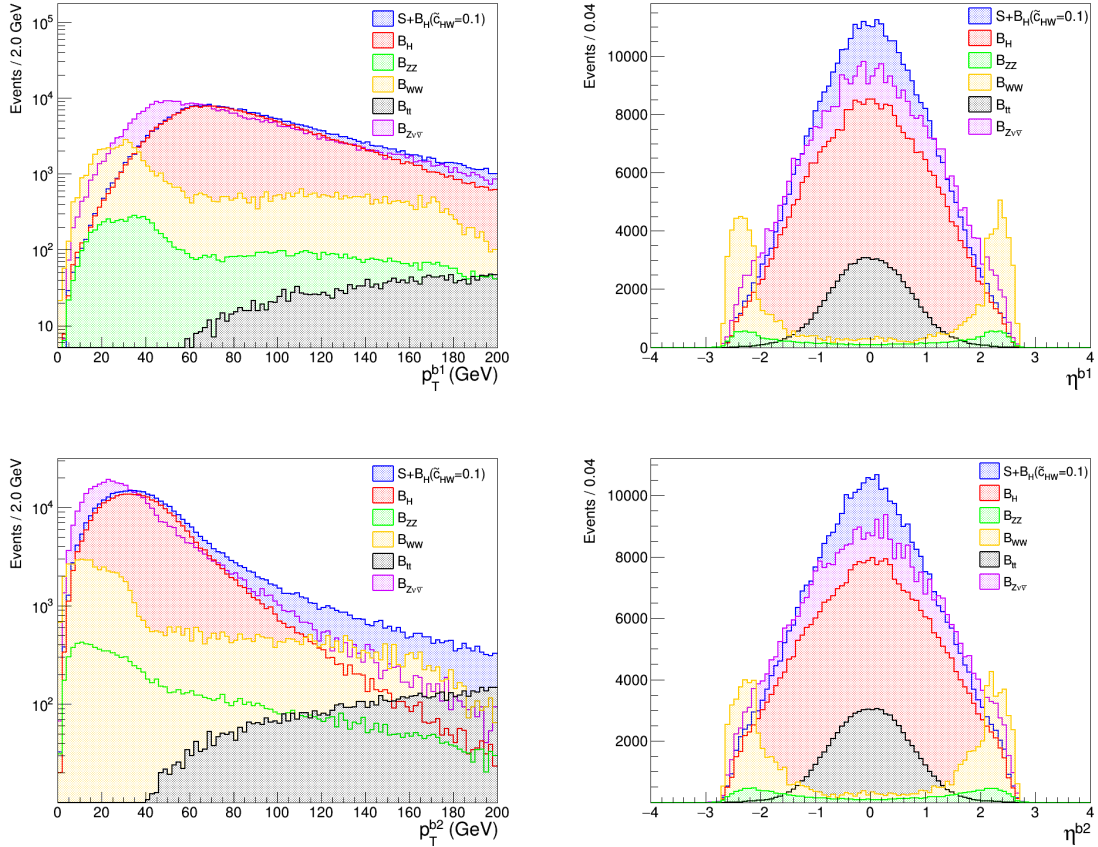 Events / 2.0 GeV
10⁵
10⁴
10³
10²
10
S+B_H(c̃_HW=0.1)
B_H
B_ZZ
B_WW
B_tt
B_Zνν̄
0 20 40 60 80 100 120 140 160 180 200
p_T^b1 (GeV)
Events / 0.04
10000
8000
6000
4000
2000
0
S+B_H(c̃_HW=0.1)
B_H
B_ZZ
B_WW
B_tt
B_Zνν̄
−4 −3 −2 −1 0 1 2 3 4
η^b1
Events / 2.0 GeV
10⁴
10³
10²
S+B_H(c̃_HW=0.1)
B_H
B_ZZ
B_WW
B_tt
B_Zνν̄
0 20 40 60 80 100 120 140 160 180 200
p_T^b2 (GeV)
Events / 0.04
10000
8000
6000
4000
2000
S+B_H(c̃_HW=0.1)
B_H
B_ZZ
B_WW
B_tt
B_Zνν̄
−4 −3 −2 −1 0 1 2 3 4
η^b2